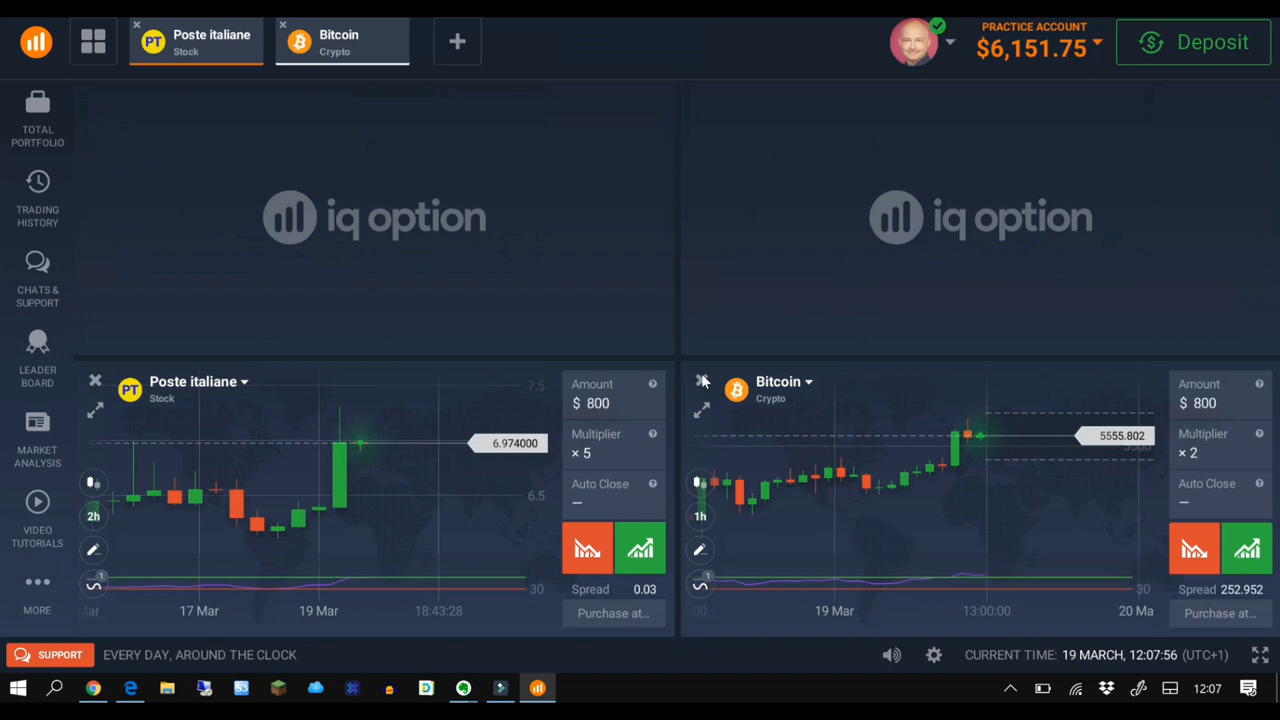 Poste italiane
Stock
Bitcoin
Crypto
PRACTICE ACCOUNT
$6,151.75
Deposit
TOTAL
PORTFOLIO
TRADING
HISTORY
CHATS &
SUPPORT
LEADER
BOARD
MARKET
ANALYSIS
VIDEO
TUTORIALS
MORE
iq option
iq option
PT
Poste italiane
Stock
7.5
6.974000
6.5
30
2h
1
17 Mar
19 Mar
18:43:28
Amount
$ 800
Multiplier
× 5
Auto Close
—
Spread 0.03
Purchase at...
Bitcoin
Crypto
5555.802
1h
1
30
19 Mar
13:00:00
20 Ma
Amount
$ 800
Multiplier
× 2
Auto Close
—
Spread 252.952
Purchase at...
SUPPORT
EVERY DAY, AROUND THE CLOCK
CURRENT TIME: 19 MARCH, 12:07:56 (UTC+1)
12:07